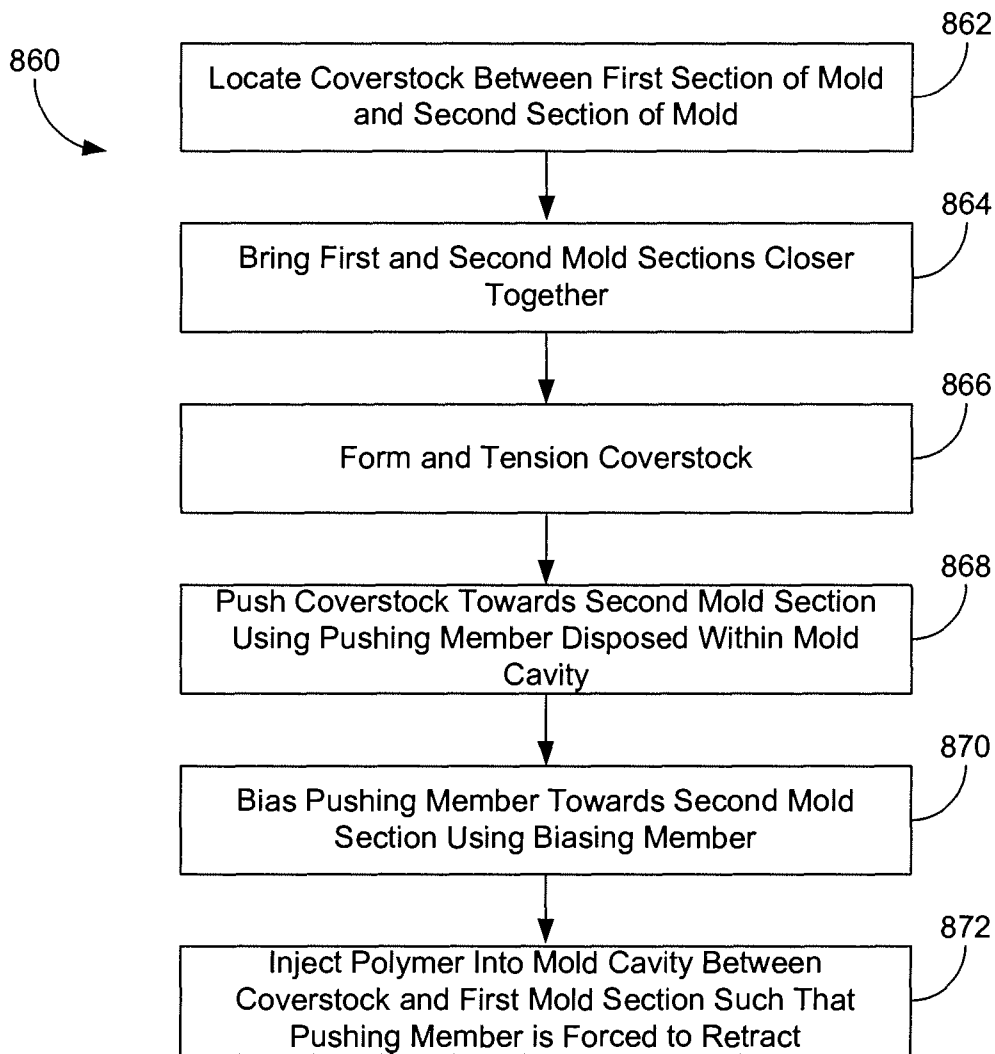 860
862
Locate Coverstock Between First Section of Mold
and Second Section of Mold
864
Bring First and Second Mold Sections Closer
Together
866
Form and Tension Coverstock
868
Push Coverstock Towards Second Mold Section
Using Pushing Member Disposed Within Mold
Cavity
870
Bias Pushing Member Towards Second Mold
Section Using Biasing Member
872
Inject Polymer Into Mold Cavity Between
Coverstock and First Mold Section Such That
Pushing Member is Forced to Retract